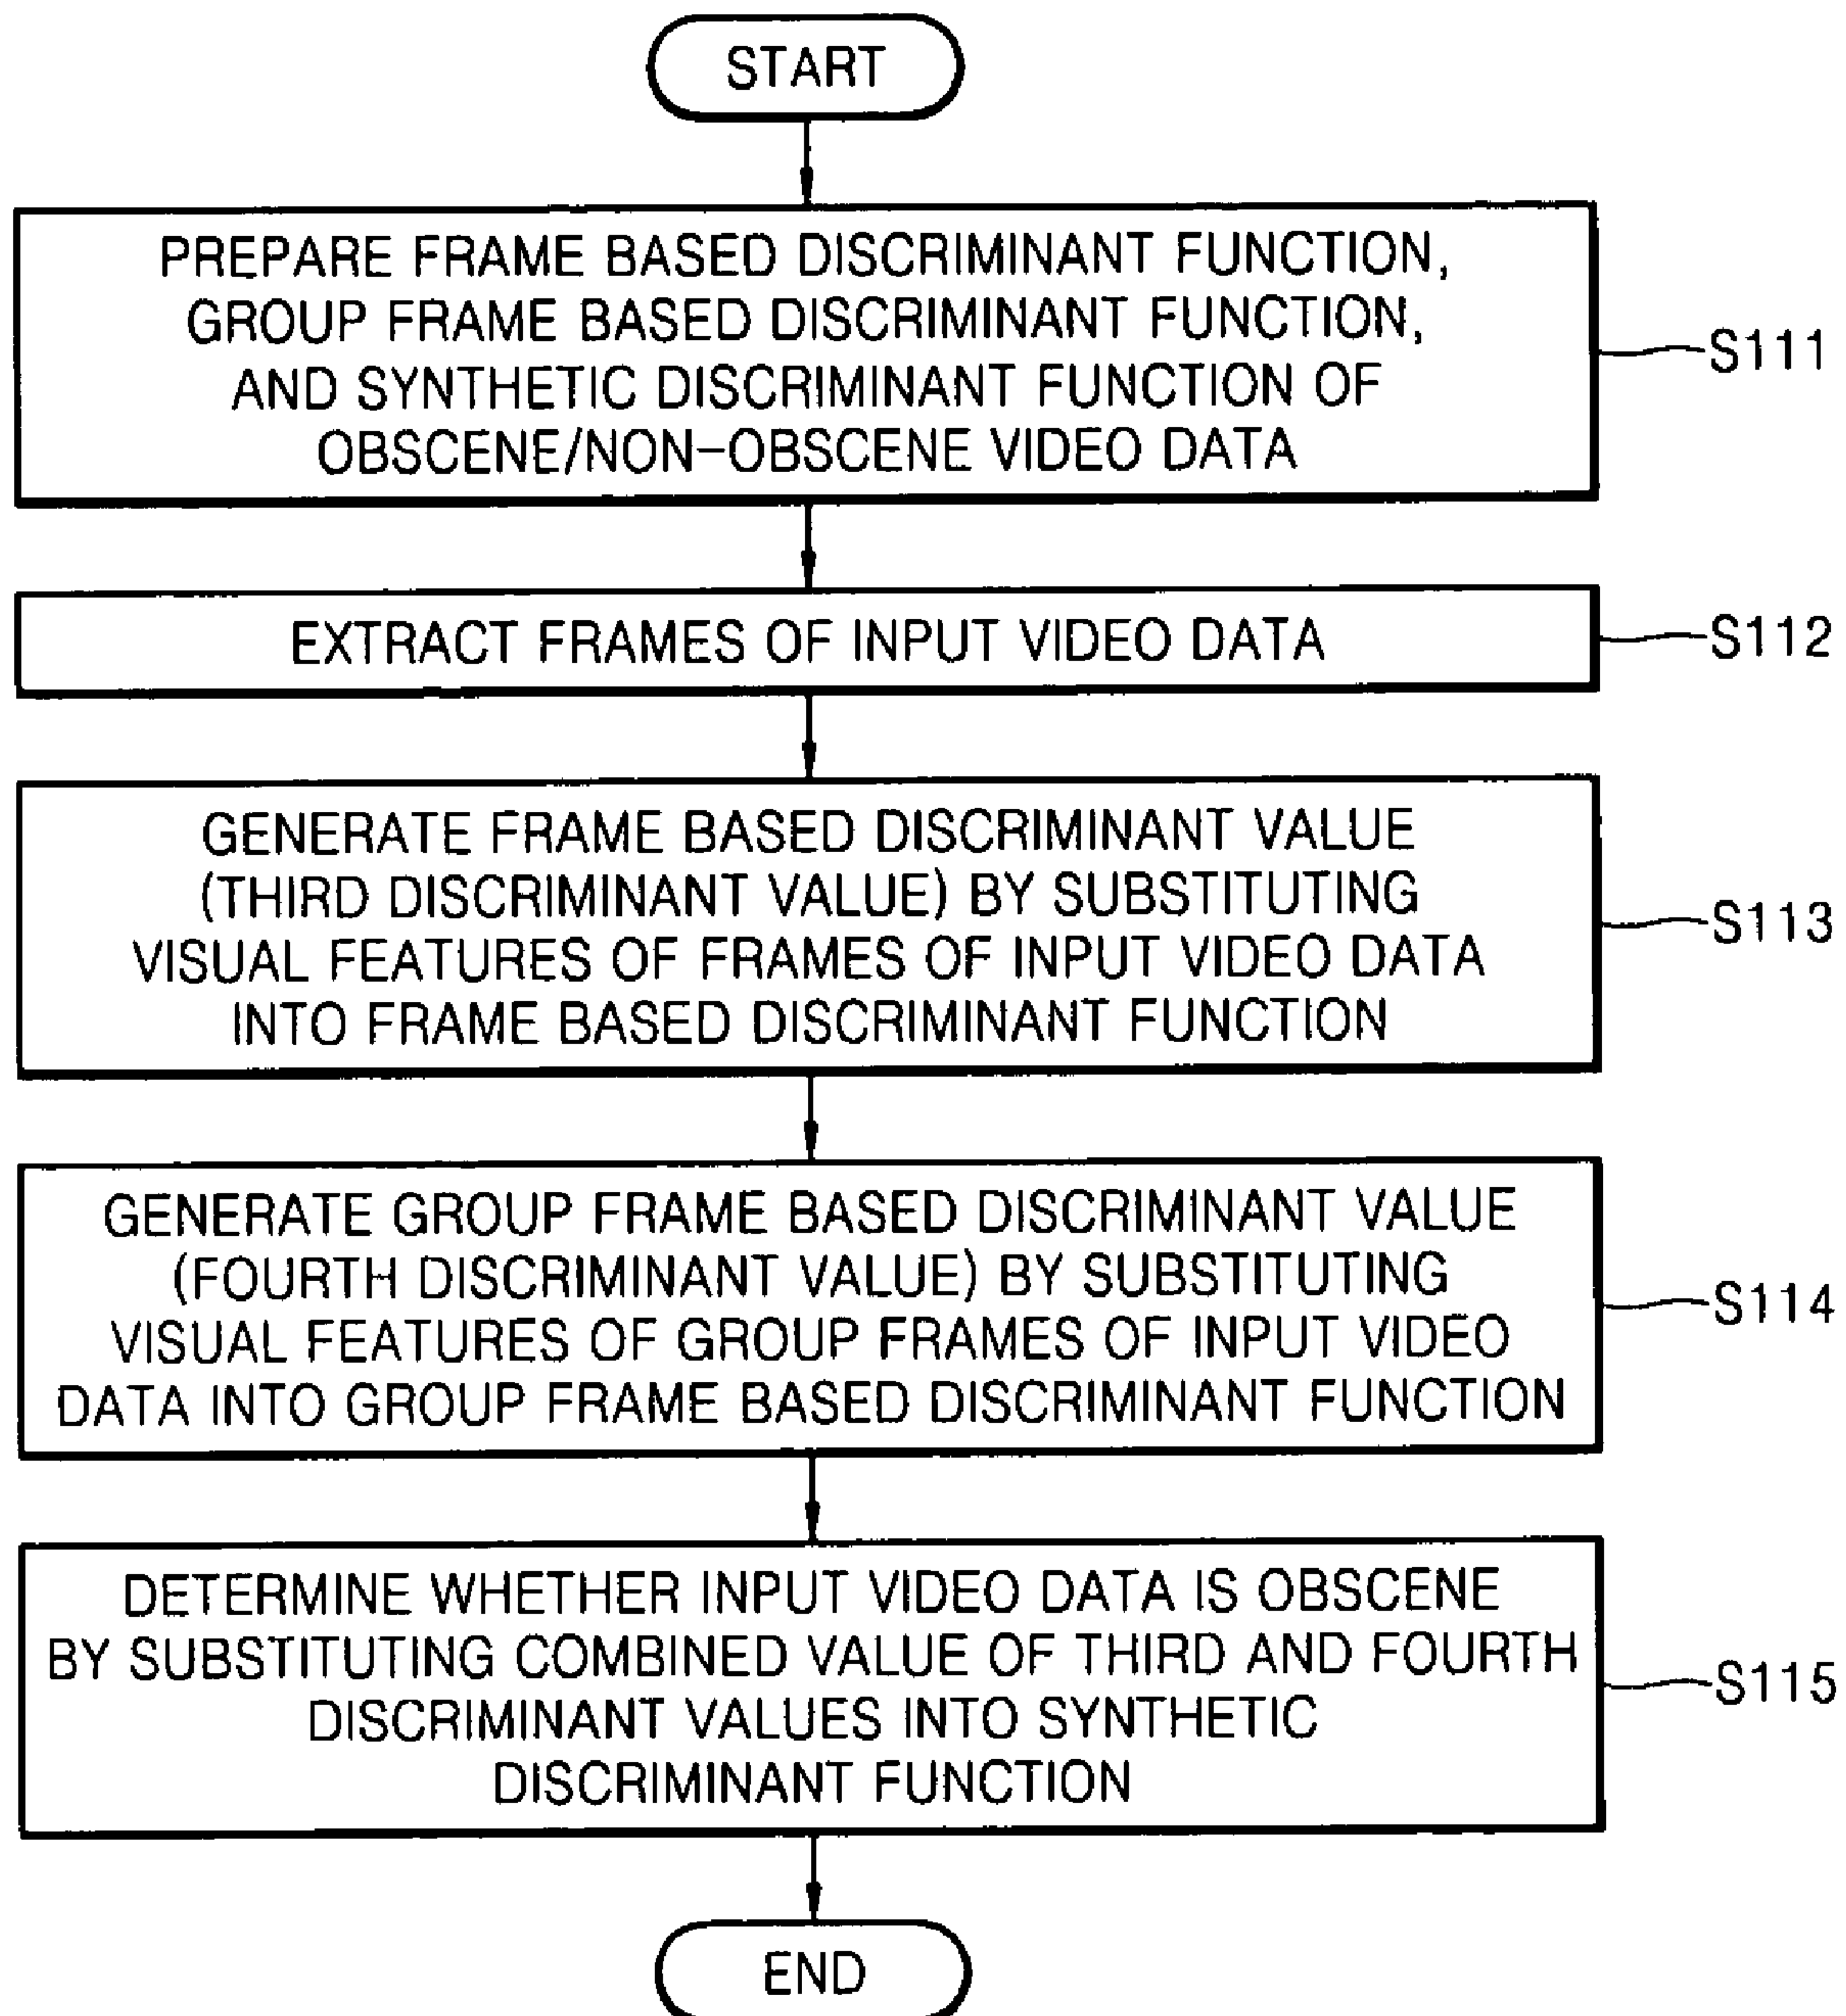 START
PREPARE FRAME BASED DISCRIMINANT FUNCTION,
GROUP FRAME BASED DISCRIMINANT FUNCTION,
AND SYNTHETIC DISCRIMINANT FUNCTION OF
OBSCENE/NON-OBSCENE VIDEO DATA
S111
EXTRACT FRAMES OF INPUT VIDEO DATA
S112
GENERATE FRAME BASED DISCRIMINANT VALUE
(THIRD DISCRIMINANT VALUE) BY SUBSTITUTING
VISUAL FEATURES OF FRAMES OF INPUT VIDEO DATA
INTO FRAME BASED DISCRIMINANT FUNCTION
S113
GENERATE GROUP FRAME BASED DISCRIMINANT VALUE
(FOURTH DISCRIMINANT VALUE) BY SUBSTITUTING
VISUAL FEATURES OF GROUP FRAMES OF INPUT VIDEO
DATA INTO GROUP FRAME BASED DISCRIMINANT FUNCTION
S114
DETERMINE WHETHER INPUT VIDEO DATA IS OBSCENE
BY SUBSTITUTING COMBINED VALUE OF THIRD AND FOURTH
DISCRIMINANT VALUES INTO SYNTHETIC
DISCRIMINANT FUNCTION
S115
END